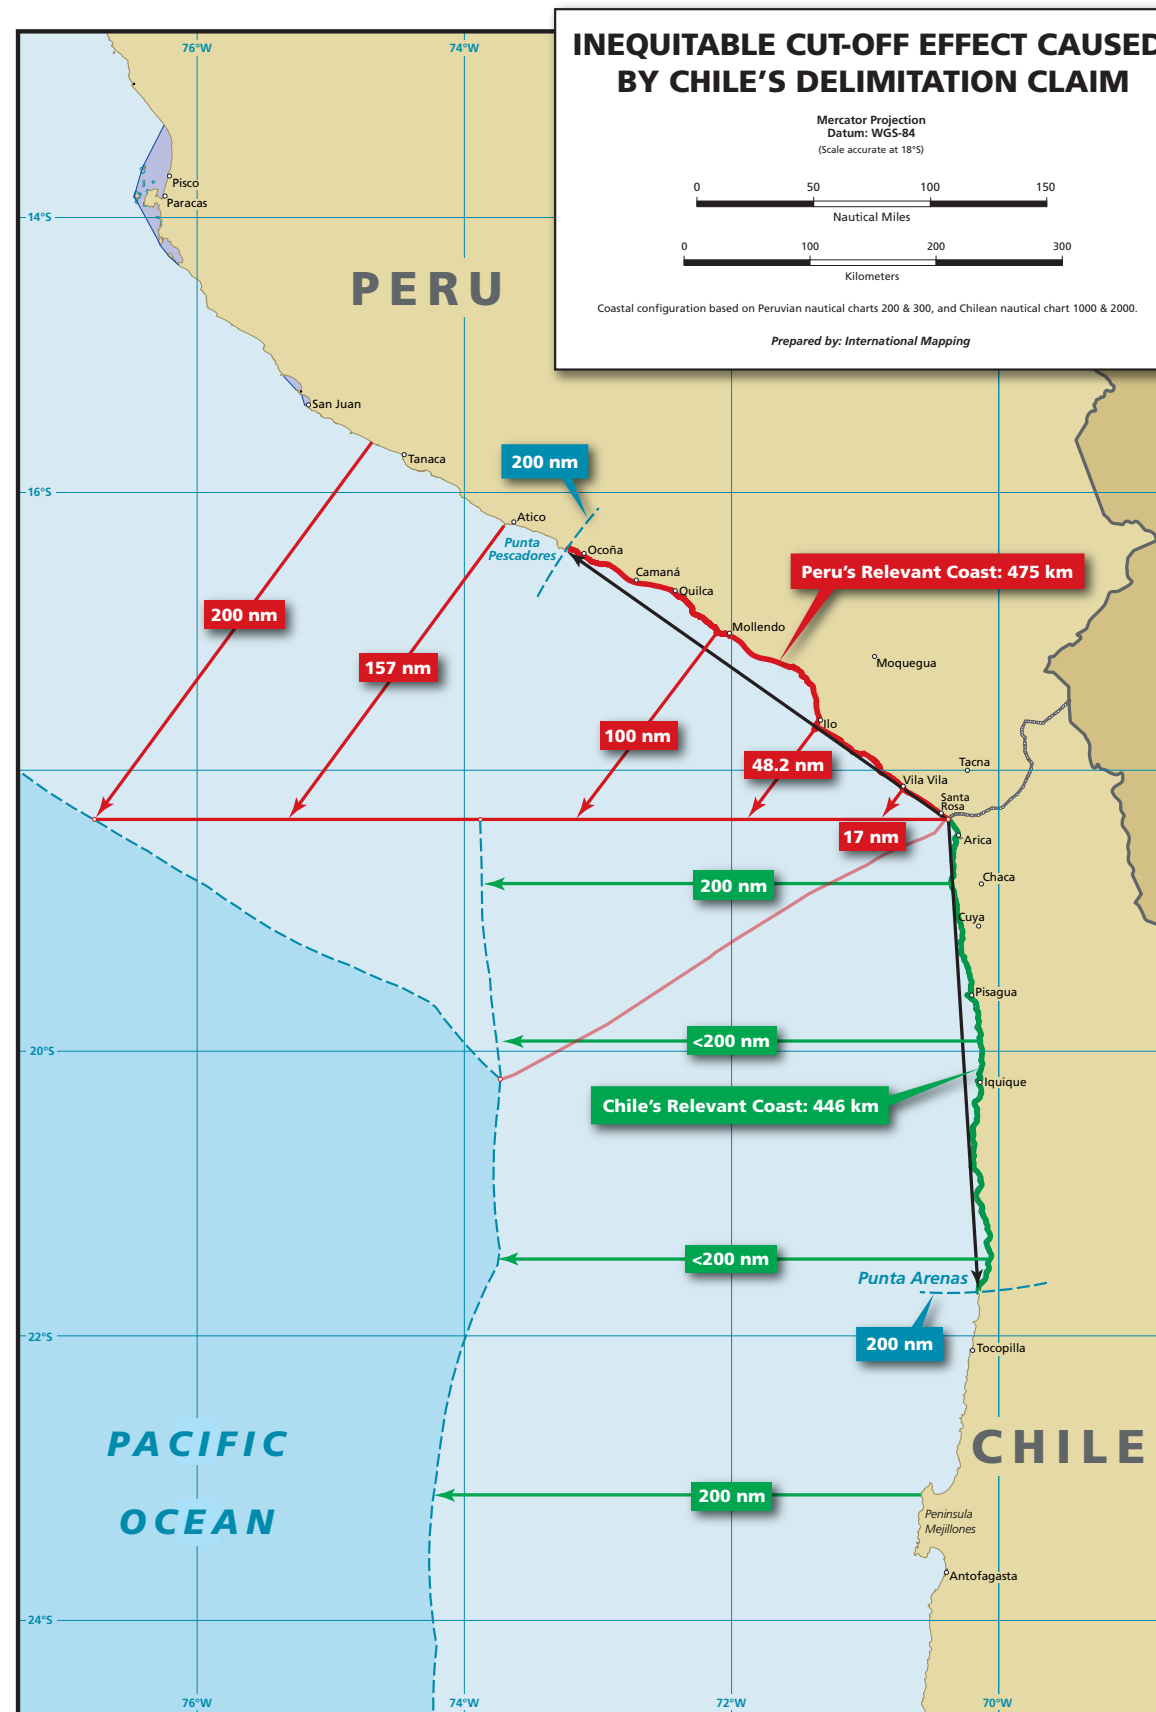 76°W
74°W
INEQUITABLE CUT-OFF EFFECT CAUSED
BY CHILE'S DELIMITATION CLAIM
Mercator Projection
Datum: WGS-84
(Scale accurate at 18°S)
0 50 100 150
Nautical Miles
0 100 200 300
Kilometers
Coastal configuration based on Peruvian nautical charts 200 & 300, and Chilean nautical chart 1000 & 2000.
Prepared by: International Mapping
Pisco
Paracas
14°S
PERU
San Juan
Tanaca
200 nm
16°S
Atico
Punta
Pescadores
Ocoña
Camaná
Quilca
Peru's Relevant Coast: 475 km
200 nm
Mollendo
157 nm
Moquegua
100 nm
Ilo
48.2 nm
Tacna
Vila Vila
Santa
Rosa
17 nm
Arica
200 nm
Chaca
Cuya
Pisagua
<200 nm
20°S
Iquique
Chile's Relevant Coast: 446 km
<200 nm
Punta Arenas
22°S
200 nm
Tocopilla
PACIFIC
OCEAN
CHILE
200 nm
Peninsula
Mejillones
Antofagasta
24°S
76°W
74°W
72°W
70°W